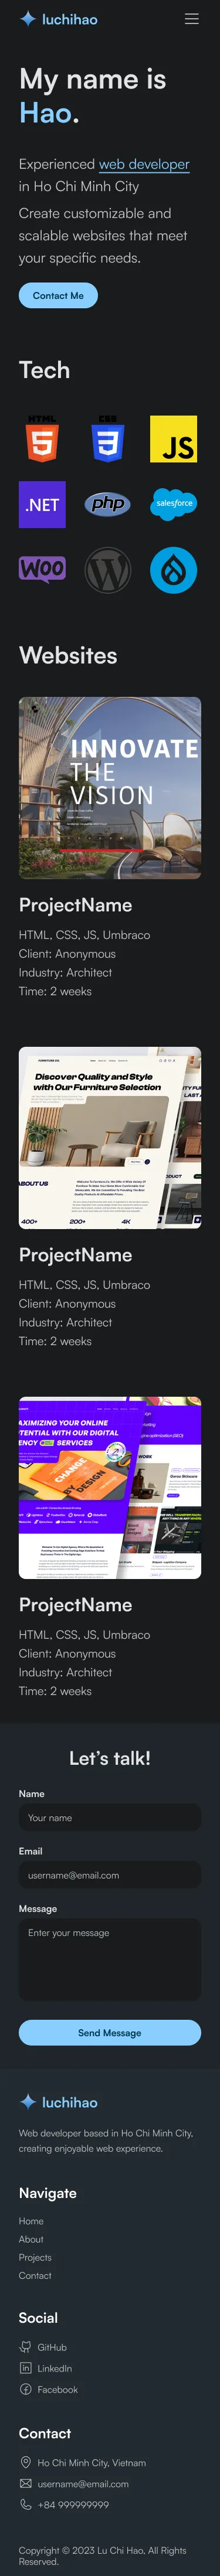 luchihao
My name is
Hao.
Experienced web developer
in Ho Chi Minh City
Create customizable and
scalable websites that meet
your specific needs.
Contact Me
Tech
HTML
5
CSS
3
JS
.NET
php
salesforce
WOO
W
Websites
INNOVATE
THE
VISION
ProjectName
HTML, CSS, JS, Umbraco
Client: Anonymous
Industry: Architect
Time: 2 weeks
Discover Quality and Style
with Our Furniture Selection
ABOUT US
400+
200+
4K
ProjectName
HTML, CSS, JS, Umbraco
Client: Anonymous
Industry: Architect
Time: 2 weeks
AXIMIZING YOUR ONLINE
TENTIAL WITH OUR DIGITAL
ENCY SERVICES
CHANGE
BY
DESIGN
ProjectName
HTML, CSS, JS, Umbraco
Client: Anonymous
Industry: Architect
Time: 2 weeks
Let's talk!
Name
Your name
Email
username@email.com
Message
Enter your message
Send Message
luchihao
Web developer based in Ho Chi Minh City,
creating enjoyable web experience.
Navigate
Home
About
Projects
Contact
Social
GitHub
LinkedIn
Facebook
Contact
Ho Chi Minh City, Vietnam
username@email.com
+84 999999999
Copyright © 2023 Lu Chi Hao, All Rights
Reserved.